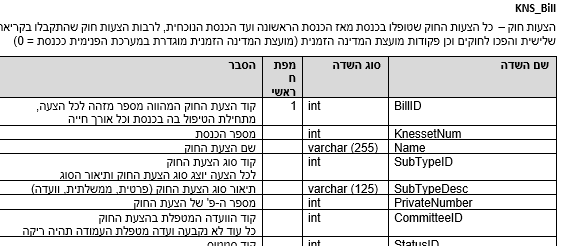 KNS_Bill
הצעות חוק – כל הצעות החוק שטופלו בכנסת מאז הכנסת הראשונה ועד הכנסת הנוכחית, לרבות הצעות חוק שהתקבלו בקריאה
שלישית והפכו לחוקים וכן פקודות מועצת המדינה הזמנית (מועצת המדינה הזמנית מוגדרת במערכת הפנימית ככנסת = 0)
שם השדה סוג השדה מפת הסבר
ח
ראשי
BillID int 1 קוד הצעת החוק המהווה מספר מזהה לכל הצעה,
מתחילת הטיפול בה בכנסת וכל אורך חייה
KnessetNum int מספר הכנסת
Name varchar (255) שם הצעת החוק
SubTypeID int קוד סוג הצעת החוק
לכל הצעה יוצג סוג הצעת החוק ותיאור הסוג
SubTypeDesc varchar (125) תיאור סוג הצעת החוק (פרטית, ממשלתית, וועדה)
PrivateNumber int מספר ה-פ' של הצעת החוק
CommitteeID int קוד הוועדה המטפלת בהצעת החוק
כל עוד לא נקבעה ועדה מטפלת העמודה תהיה ריקה
StatusID int קוד סטטוס